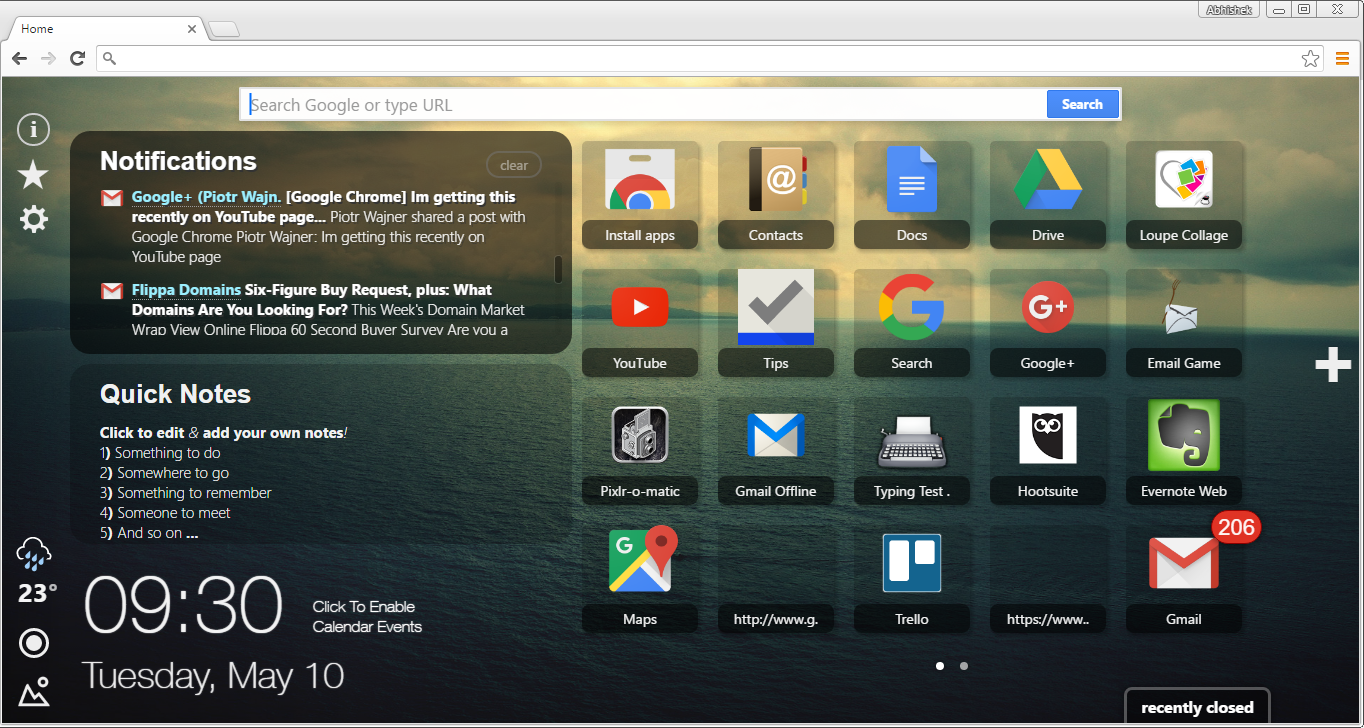 Abhishek
Home
Search Google or type URL
Search
Notifications
clear
Google+ (Piotr Wajn. [Google Chrome] Im getting this
recently on YouTube page... Piotr Wajner shared a post with
Google Chrome Piotr Wajner: Im getting this recently on
YouTube page
Flippa Domains Six-Figure Buy Request, plus: What
Domains Are You Looking For? This Week's Domain Market
Wrap View Online Flippa 60 Second Buyer Survey Are you a
Quick Notes
Click to edit & add your own notes!
1) Something to do
2) Somewhere to go
3) Something to remember
4) Someone to meet
5) And so on ...
23°
09:30
Click To Enable
Calendar Events
Tuesday, May 10
Install apps
@
Contacts
Docs
Drive
Loupe Collage
YouTube
Tips
G
Search
G+
Google+
Email Game
Pixlr-o-matic
Gmail Offline
Typing Test .
Hootsuite
Evernote Web
G
Maps
http://www.g.
Trello
https://www..
206
Gmail
recently closed